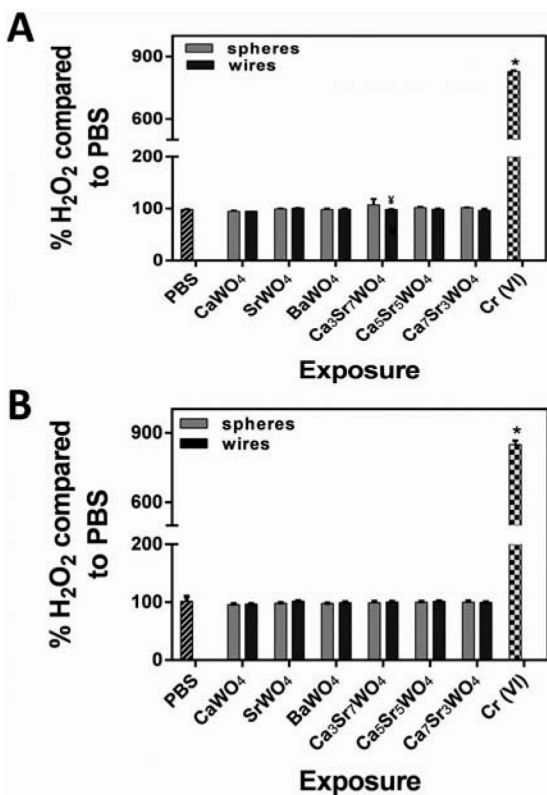 A
% H₂O₂ compared
to PBS
900
600
200
100
0
spheres
wires
*
¥
PBS
CaWO₄
SrWO₄
BaWO₄
Ca₃Sr₇WO₄
Ca₅Sr₅WO₄
Ca₇Sr₃WO₄
Cr (VI)
Exposure
B
% H₂O₂ compared
to PBS
900
600
200
100
0
spheres
wires
*
PBS
CaWO₄
SrWO₄
BaWO₄
Ca₃Sr₇WO₄
Ca₅Sr₅WO₄
Ca₇Sr₃WO₄
Cr (VI)
Exposure